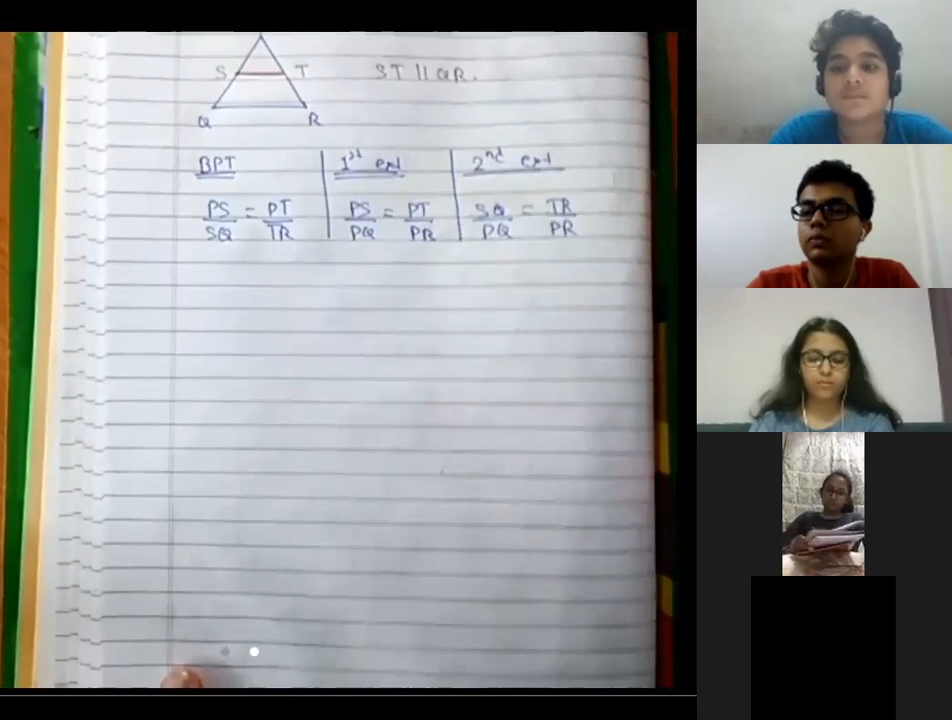 S T ST || QR.
Q R
BPT 1st ext 2nd ext
PS/SQ = PT/TR PS/PQ = PT/PR SQ/PQ = TR/PR